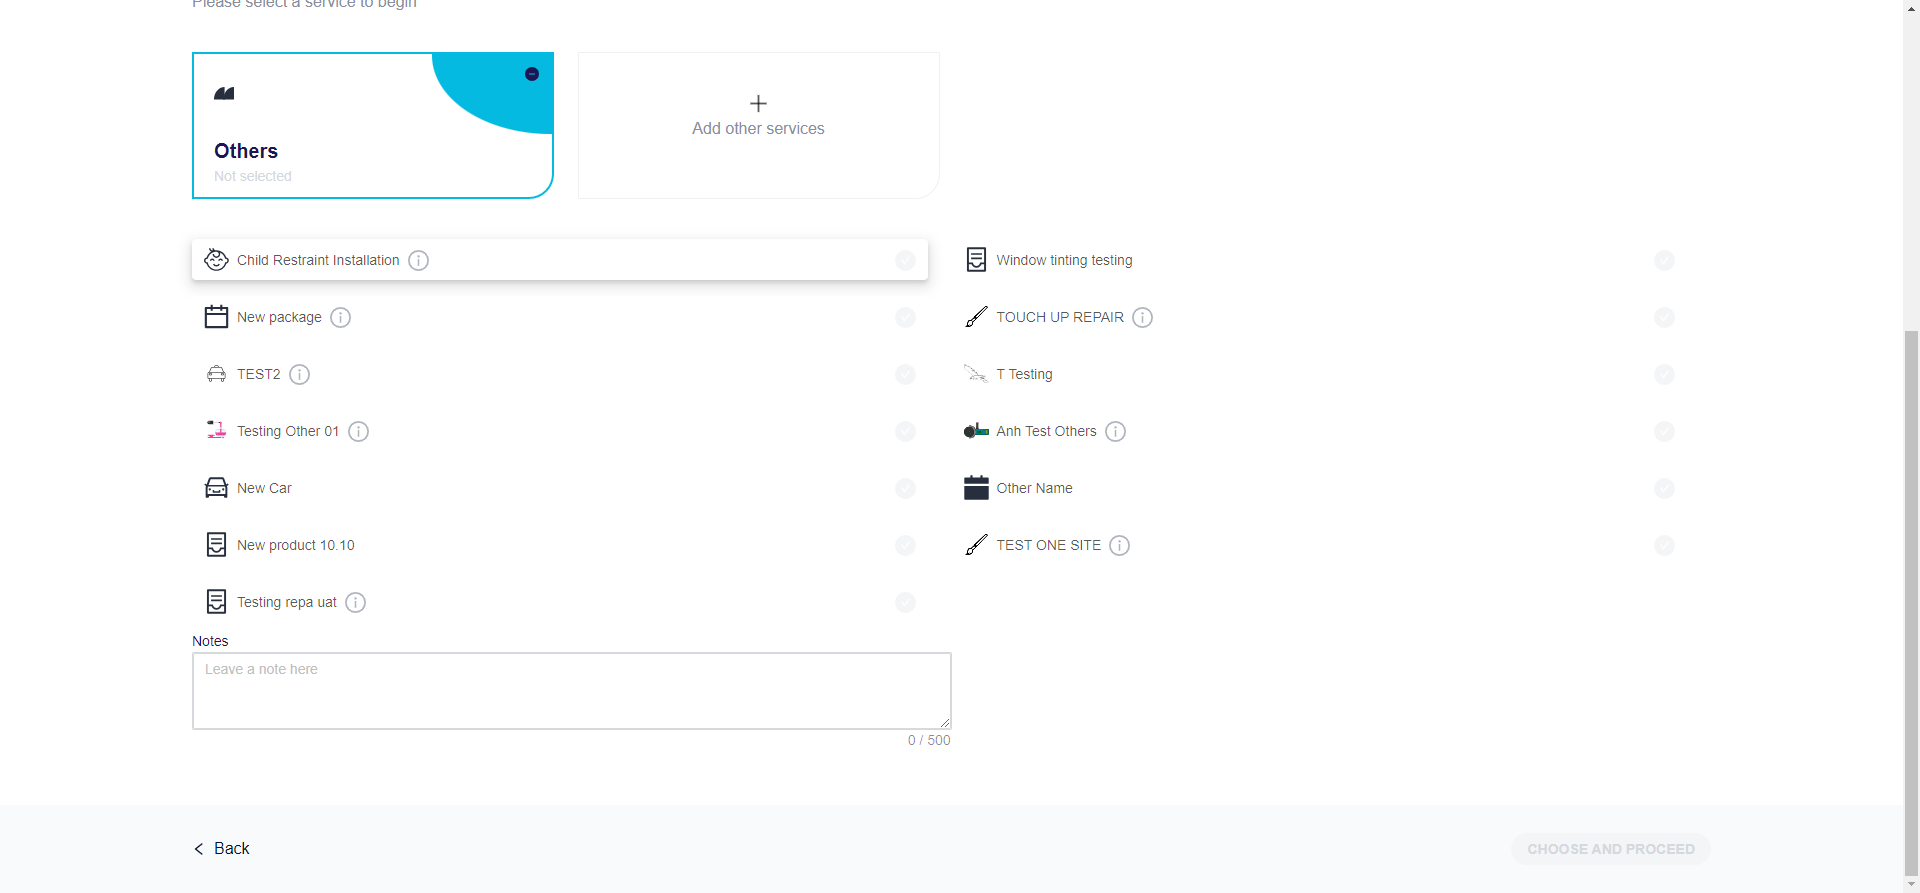 Please select a service to begin
Others
Not selected
Add other services
Child Restraint Installation
Window tinting testing
New package
TOUCH UP REPAIR
TEST2
T Testing
Testing Other 01
Anh Test Others
New Car
Other Name
New product 10.10
TEST ONE SITE
Testing repa uat
Notes
Leave a note here
0 / 500
Back
CHOOSE AND PROCEED